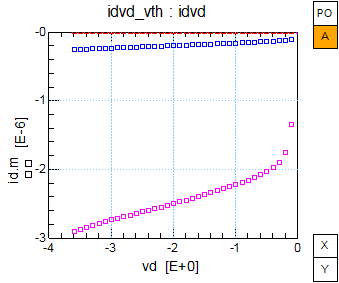 idvd_vth : idvd
PO
A
-0
-1
-2
-3
id.m [E-6]
-4
-3
-2
-1
0
vd [E+0]
X
Y